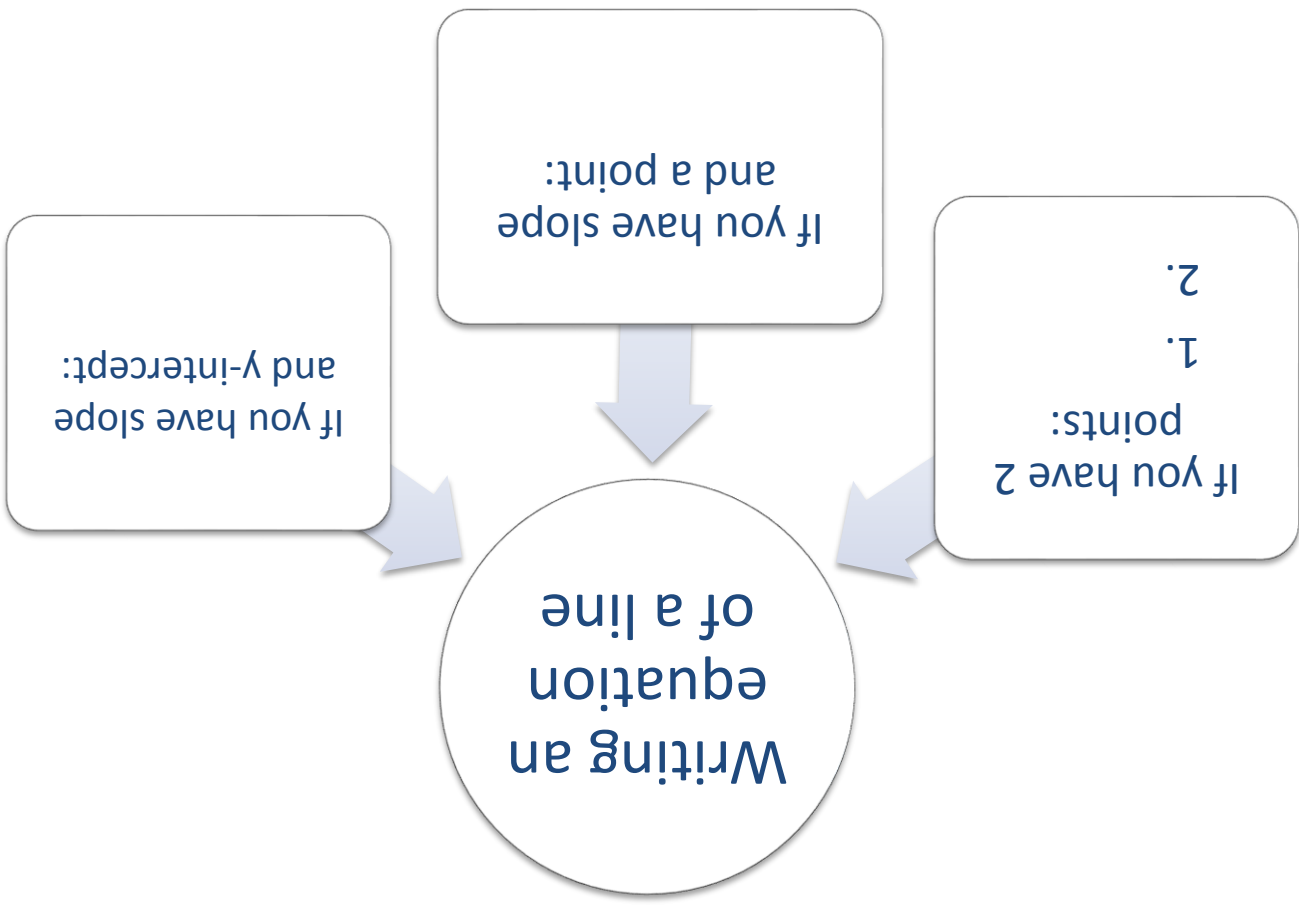 Writing an
equation
of a line
If you have 2
points:
1.
2.
If you have slope
and a point:
If you have slope
and y-intercept: